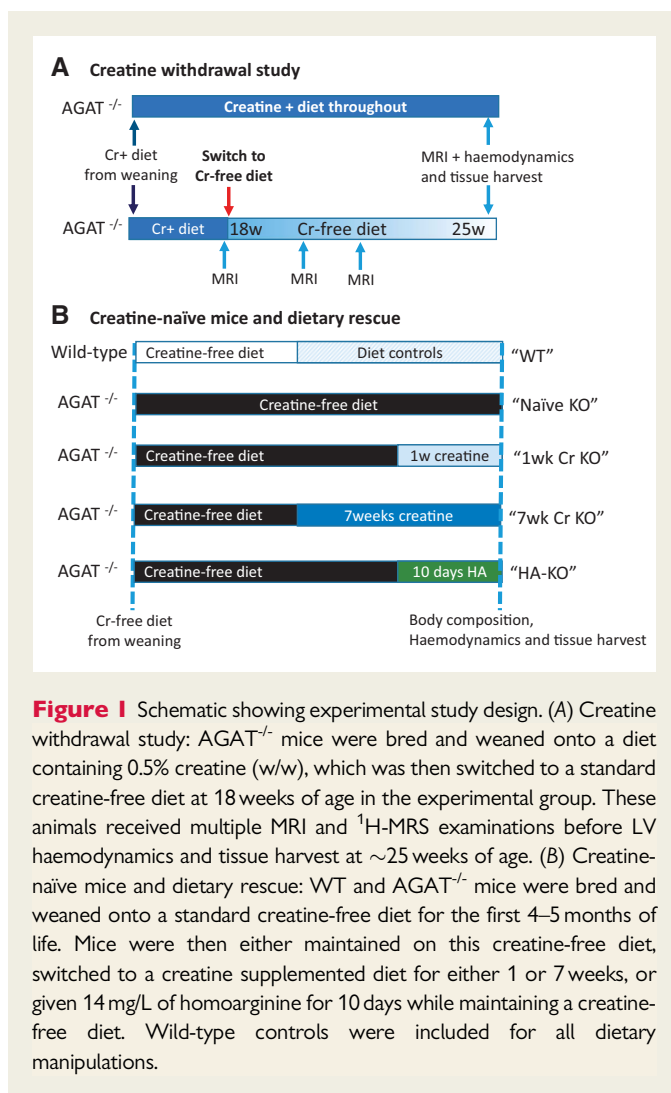 A Creatine withdrawal study
AGAT -/-
Creatine + diet throughout
Cr+ diet
from weaning
Switch to
Cr-free diet
MRI + haemodynamics
and tissue harvest
AGAT -/-
Cr+ diet
18w
Cr-free diet
25w
MRI
MRI
MRI
B Creatine-naïve mice and dietary rescue
Wild-type
Creatine-free diet
Diet controls
“WT”
AGAT -/-
Creatine-free diet
“Naïve KO”
AGAT -/-
Creatine-free diet
1w creatine
“1wk Cr KO”
AGAT -/-
Creatine-free diet
7weeks creatine
“7wk Cr KO”
AGAT -/-
Creatine-free diet
10 days HA
“HA-KO”
Cr-free diet
from weaning
Body composition,
Haemodynamics and tissue harvest
Figure 1 Schematic showing experimental study design. (A) Creatine
withdrawal study: AGAT-/- mice were bred and weaned onto a diet
containing 0.5% creatine (w/w), which was then switched to a standard
creatine-free diet at 18 weeks of age in the experimental group. These
animals received multiple MRI and 1H-MRS examinations before LV
haemodynamics and tissue harvest at ∼25 weeks of age. (B) Creatine-
naïve mice and dietary rescue: WT and AGAT-/- mice were bred and
weaned onto a standard creatine-free diet for the first 4–5 months of
life. Mice were then either maintained on this creatine-free diet,
switched to a creatine supplemented diet for either 1 or 7 weeks, or
given 14 mg/L of homoarginine for 10 days while maintaining a creatine-
free diet. Wild-type controls were included for all dietary
manipulations.